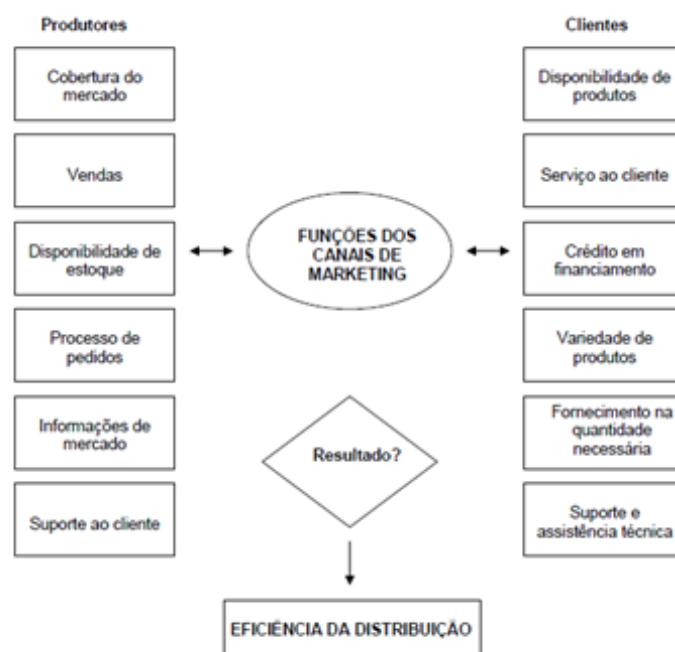 Produtores
Cobertura do
mercado
Vendas
Disponibilidade de
estoque
Processo de
pedidos
Informações de
mercado
Suporte ao cliente
FUNÇÕES DOS
CANAIS DE
MARKETING
Resultado?
EFICIÊNCIA DA DISTRIBUIÇÃO
Clientes
Disponibilidade de
produtos
Serviço ao cliente
Crédito em
financiamento
Variedade de
produtos
Fornecimento na
quantidade
necessária
Suporte e
assistência técnica